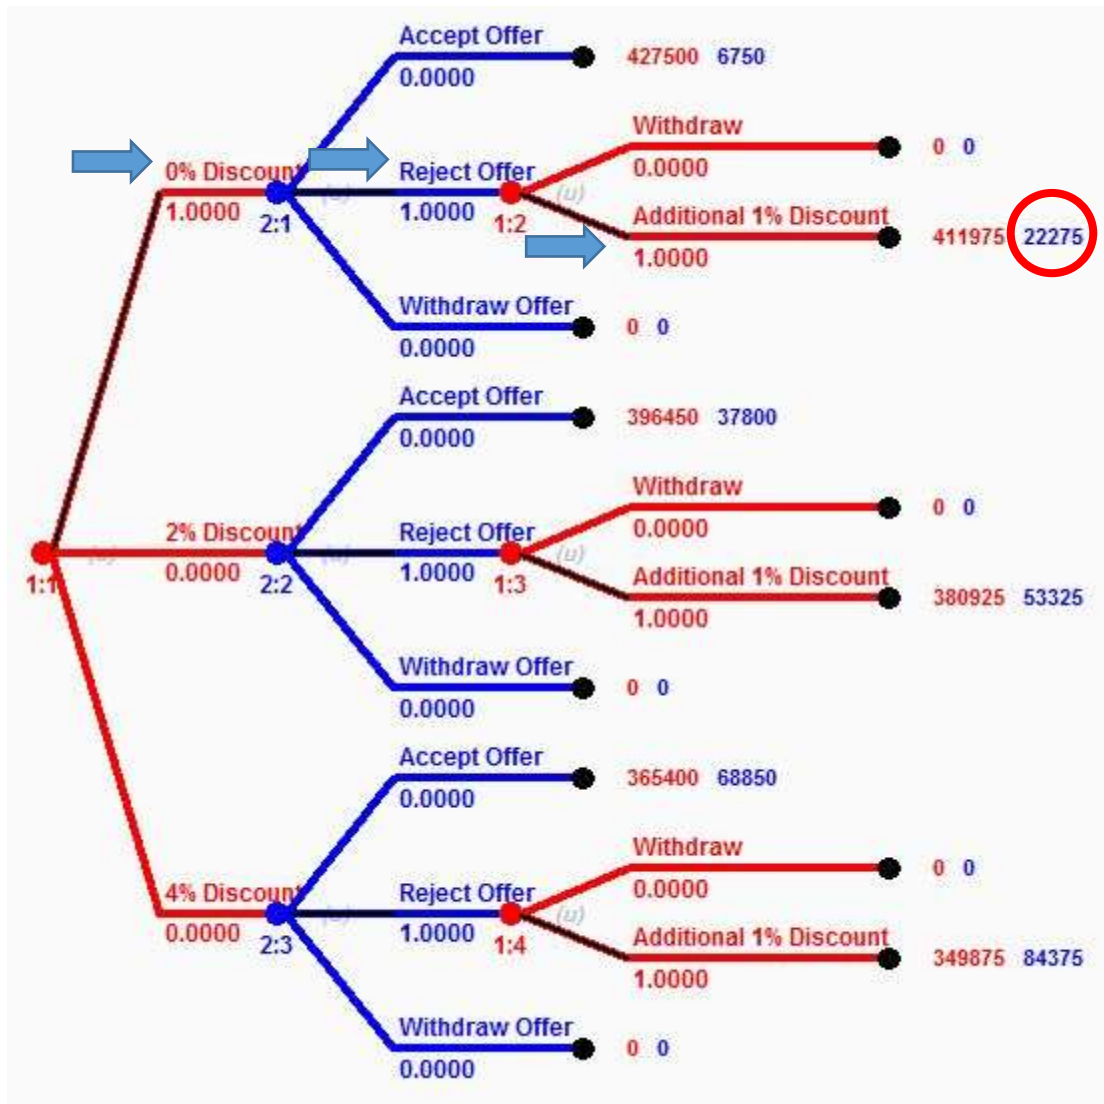 Accept Offer
0.0000
427500 6750
Withdraw
0.0000
0 0
0% Discount
1.0000
2:1
(u)
Reject Offer
1.0000
1:2
(u)
Additional 1% Discount
1.0000
411975 22275
Withdraw Offer
0.0000
0 0
Accept Offer
0.0000
396450 37800
Withdraw
0.0000
0 0
1:1
(u)
2% Discount
0.0000
2:2
(u)
Reject Offer
1.0000
1:3
(u)
Additional 1% Discount
1.0000
380925 53325
Withdraw Offer
0.0000
0 0
Accept Offer
0.0000
365400 68850
Withdraw
0.0000
0 0
4% Discount
0.0000
2:3
(u)
Reject Offer
1.0000
1:4
(u)
Additional 1% Discount
1.0000
349875 84375
Withdraw Offer
0.0000
0 0